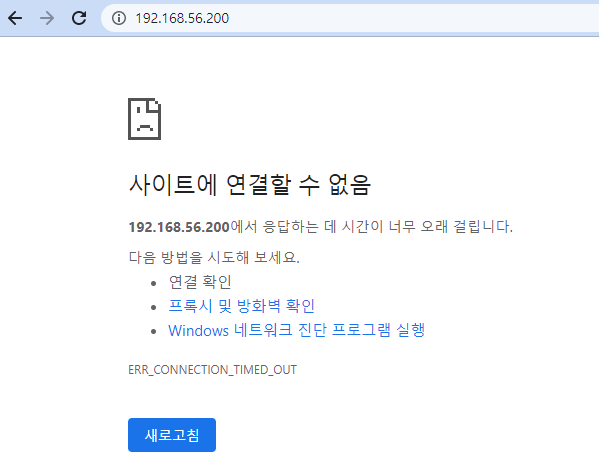 192.168.56.200
사이트에 연결할 수 없음
192.168.56.200에서 응답하는 데 시간이 너무 오래 걸립니다.
다음 방법을 시도해 보세요.
연결 확인
프록시 및 방화벽 확인
Windows 네트워크 진단 프로그램 실행
ERR_CONNECTION_TIMED_OUT
새로고침